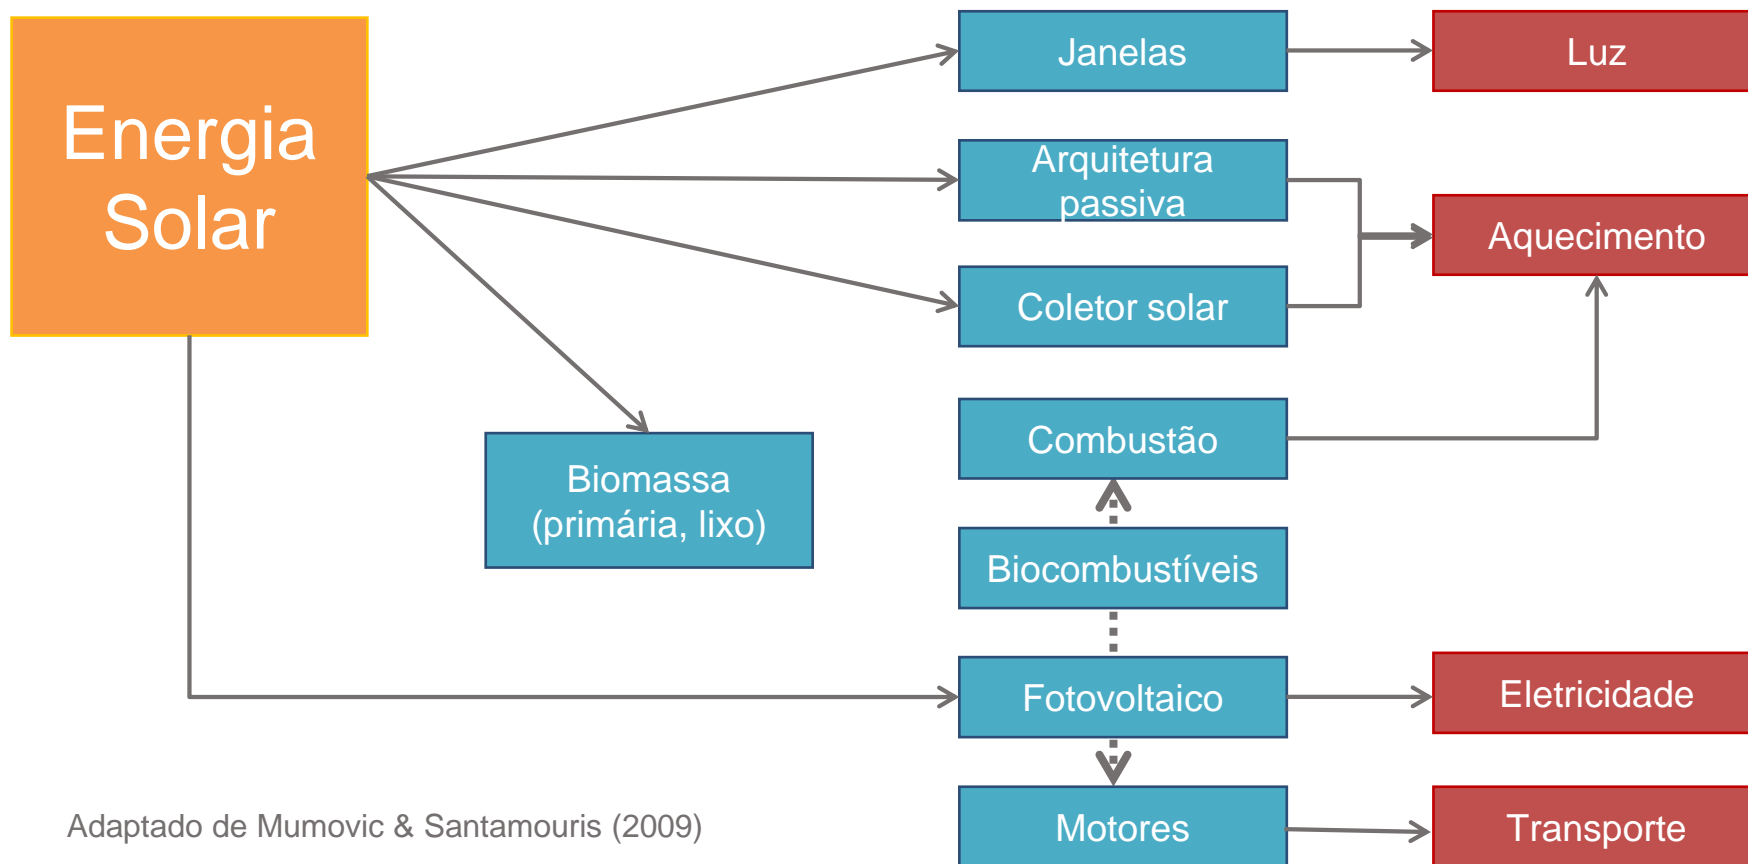 Energia
Solar
Janelas
Luz
Arquitetura
passiva
Aquecimento
Coletor solar
Combustão
Biomassa
(primária, lixo)
Biocombustíveis
Fotovoltaico
Eletricidade
Motores
Transporte
Adaptado de Mumovic & Santamouris (2009)